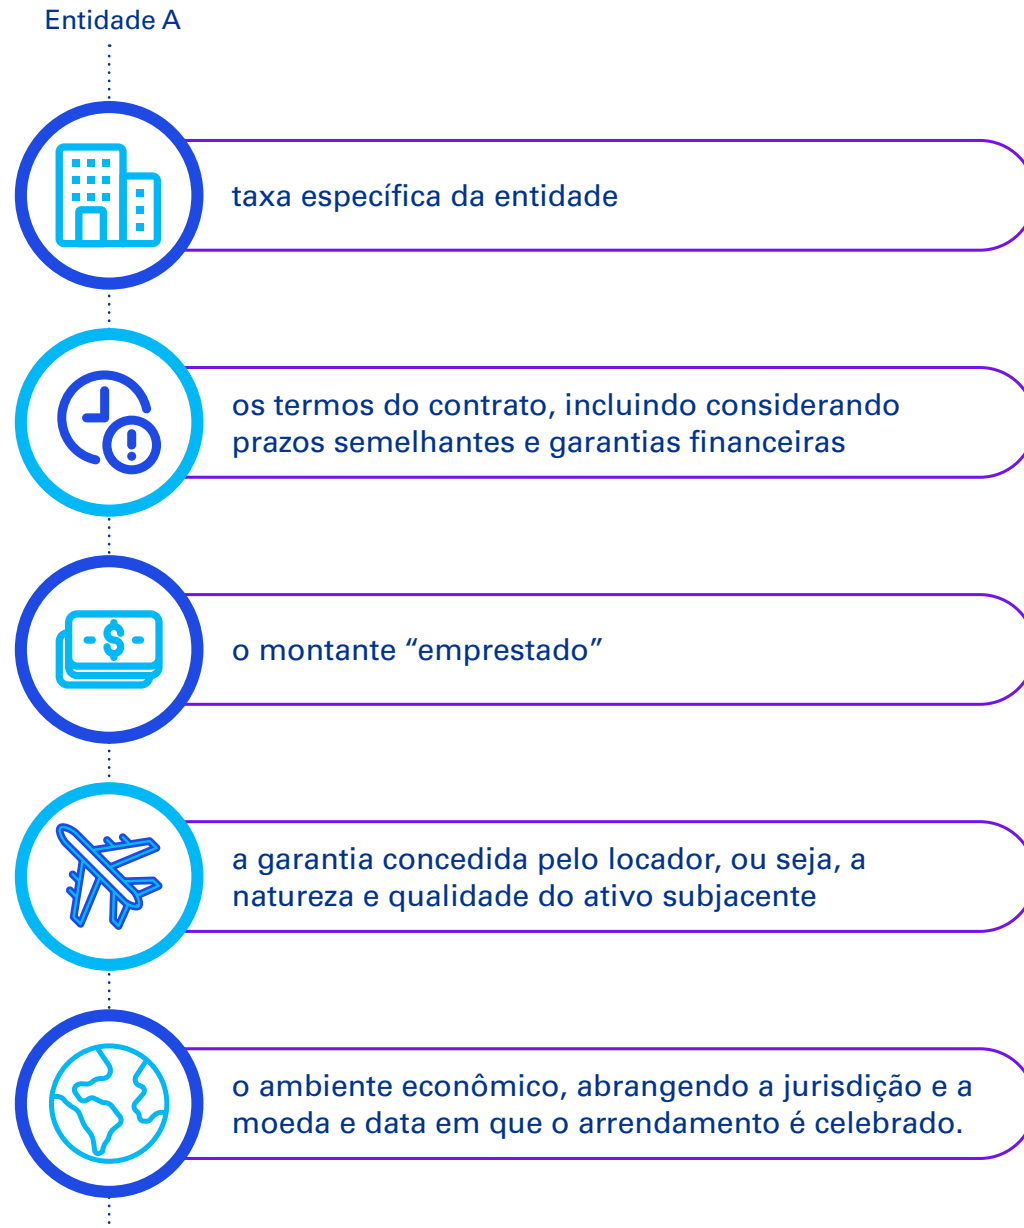 Entidade A
taxa específica da entidade
os termos do contrato, incluindo considerando
prazos semelhantes e garantias financeiras
$
o montante “emprestado”
a garantia concedida pelo locador, ou seja, a
natureza e qualidade do ativo subjacente
o ambiente econômico, abrangendo a jurisdição e a
moeda e data em que o arrendamento é celebrado.